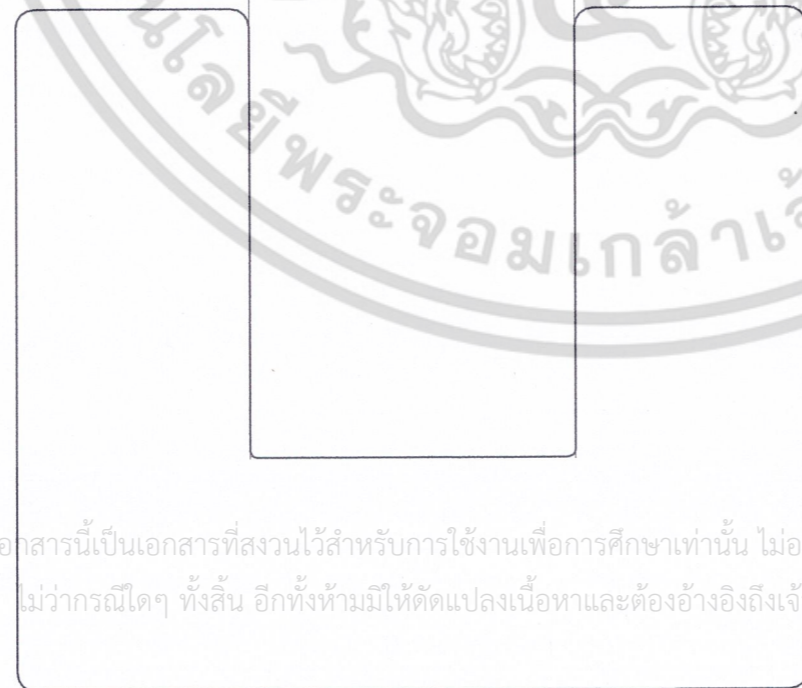 นโลยีพระจอมเกล้าเจ้
อกสารนี้เป็นเอกสารที่สงวนไว้สำหรับการใช้งานเพื่อการศึกษาเท่านั้น ไม่อ
ไม่ว่ากรณีใดๆ ทั้งสิ้น อีกทั้งห้ามมิให้ดัดแปลงเนื้อหาและต้องอ้างอิงถึงเจ้